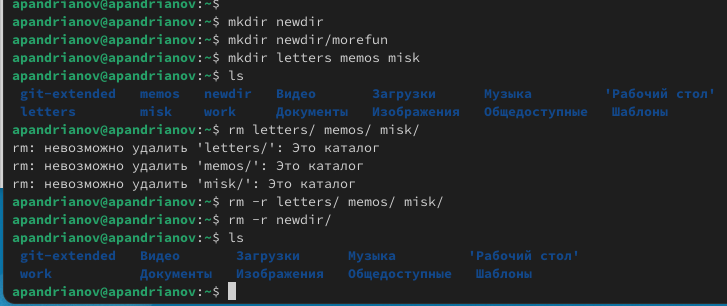 apandrianov@apandrianov:~$
apandrianov@apandrianov:~$ mkdir newdir
apandrianov@apandrianov:~$ mkdir newdir/morefun
apandrianov@apandrianov:~$ mkdir letters memos misk
apandrianov@apandrianov:~$ ls
git-extended memos newdir Видео Загрузки Музыка 'Рабочий стол'
letters misk work Документы Изображения Общедоступные Шаблоны
apandrianov@apandrianov:~$ rm letters/ memos/ misk/
rm: невозможно удалить 'letters/': Это каталог
rm: невозможно удалить 'memos/': Это каталог
rm: невозможно удалить 'misk/': Это каталог
apandrianov@apandrianov:~$ rm -r letters/ memos/ misk/
apandrianov@apandrianov:~$ rm -r newdir/
apandrianov@apandrianov:~$ ls
git-extended Видео Загрузки Музыка 'Рабочий стол'
work Документы Изображения Общедоступные Шаблоны
apandrianov@apandrianov:~$